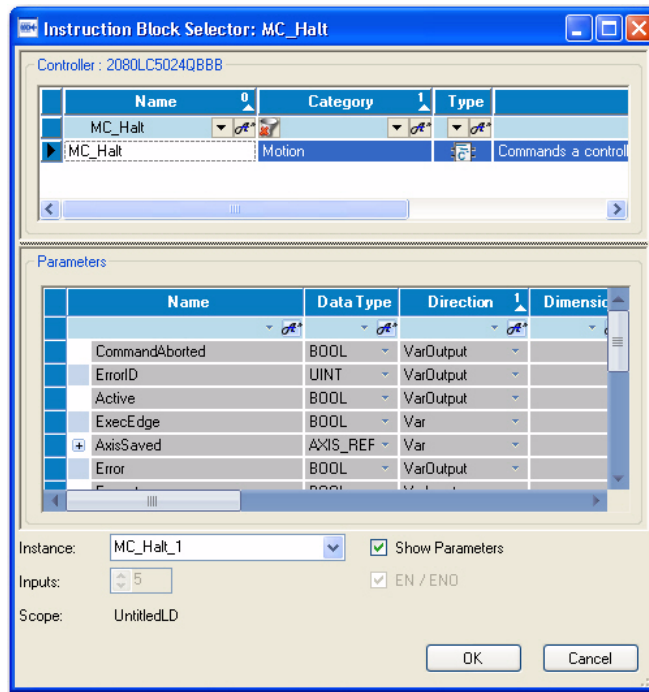 Instruction Block Selector: MC_Halt
Controller : 2080LC5024QBBB
Name 0 Category 1 Type
MC_Halt
MC_Halt Motion Commands a controll
Parameters
Name Data Type Direction 1 Dimensio
CommandAborted BOOL VarOutput
ErrorID UINT VarOutput
Active BOOL VarOutput
ExecEdge BOOL Var
AxisSaved AXIS_REF Var
Error BOOL VarOutput
Instance: MC_Halt_1 Show Parameters
Inputs: 5 EN / ENO
Scope: UntitledLD
OK Cancel